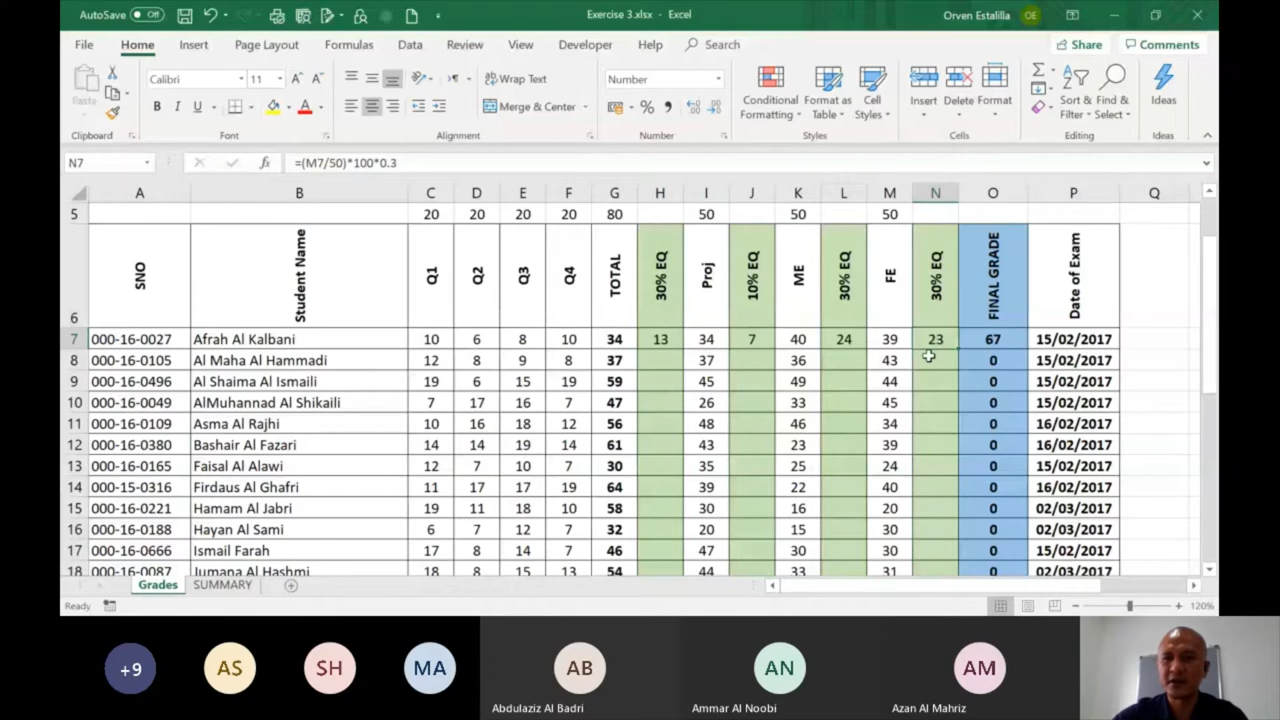 AutoSave Off Exercise 3.xlsx - Excel Orven Estalilla OE
File Home Insert Page Layout Formulas Data Review View Developer Help Search Share Comments
Paste Calibri 11 A A Wrap Text Number Conditional Formatting Format as Table Cell Styles Insert Delete Format Sort & Filter Find & Select Ideas
B I U A Merge & Center % ,
Clipboard Font Alignment Number Styles Cells Editing Ideas
N7 fx =(M7/50)*100*0.3
A B C D E F G H I J K L M N O P Q
5 20 20 20 20 80 50 50 50
6 SNO Student Name Q1 Q2 Q3 Q4 TOTAL 30% EQ Proj 10% EQ ME 30% EQ FE 30% EQ FINAL GRADE Date of Exam
7 000-16-0027 Afrah Al Kalbani 10 6 8 10 34 13 34 7 40 24 39 23 67 15/02/2017
8 000-16-0105 Al Maha Al Hammadi 12 8 9 8 37 37 36 43 0 15/02/2017
9 000-16-0496 Al Shaima Al Ismaili 19 6 15 19 59 45 49 44 0 15/02/2017
10 000-16-0049 AlMuhannad Al Shikaili 7 17 16 7 47 26 33 45 0 15/02/2017
11 000-16-0109 Asma Al Rajhi 10 16 18 12 56 48 46 34 0 16/02/2017
12 000-16-0380 Bashair Al Fazari 14 14 19 14 61 43 23 39 0 16/02/2017
13 000-16-0165 Faisal Al Alawi 12 7 10 7 30 35 25 24 0 15/02/2017
14 000-15-0316 Firdaus Al Ghafri 11 17 17 19 64 39 22 40 0 16/02/2017
15 000-16-0221 Hamam Al Jabri 19 11 18 10 58 30 16 20 0 02/03/2017
16 000-16-0188 Hayan Al Sami 6 7 12 7 32 20 15 30 0 02/03/2017
17 000-16-0666 Ismail Farah 17 8 14 7 46 47 30 30 0 15/02/2017
18 000-16-0087 Jumana Al Hashmi 18 8 15 13 54 44 33 31 0 02/03/2017
Grades SUMMARY
Ready 120%
+9 AS SH MA AB AN AM
Abdulaziz Al Badri Ammar Al Noobi Azan Al Mahriz